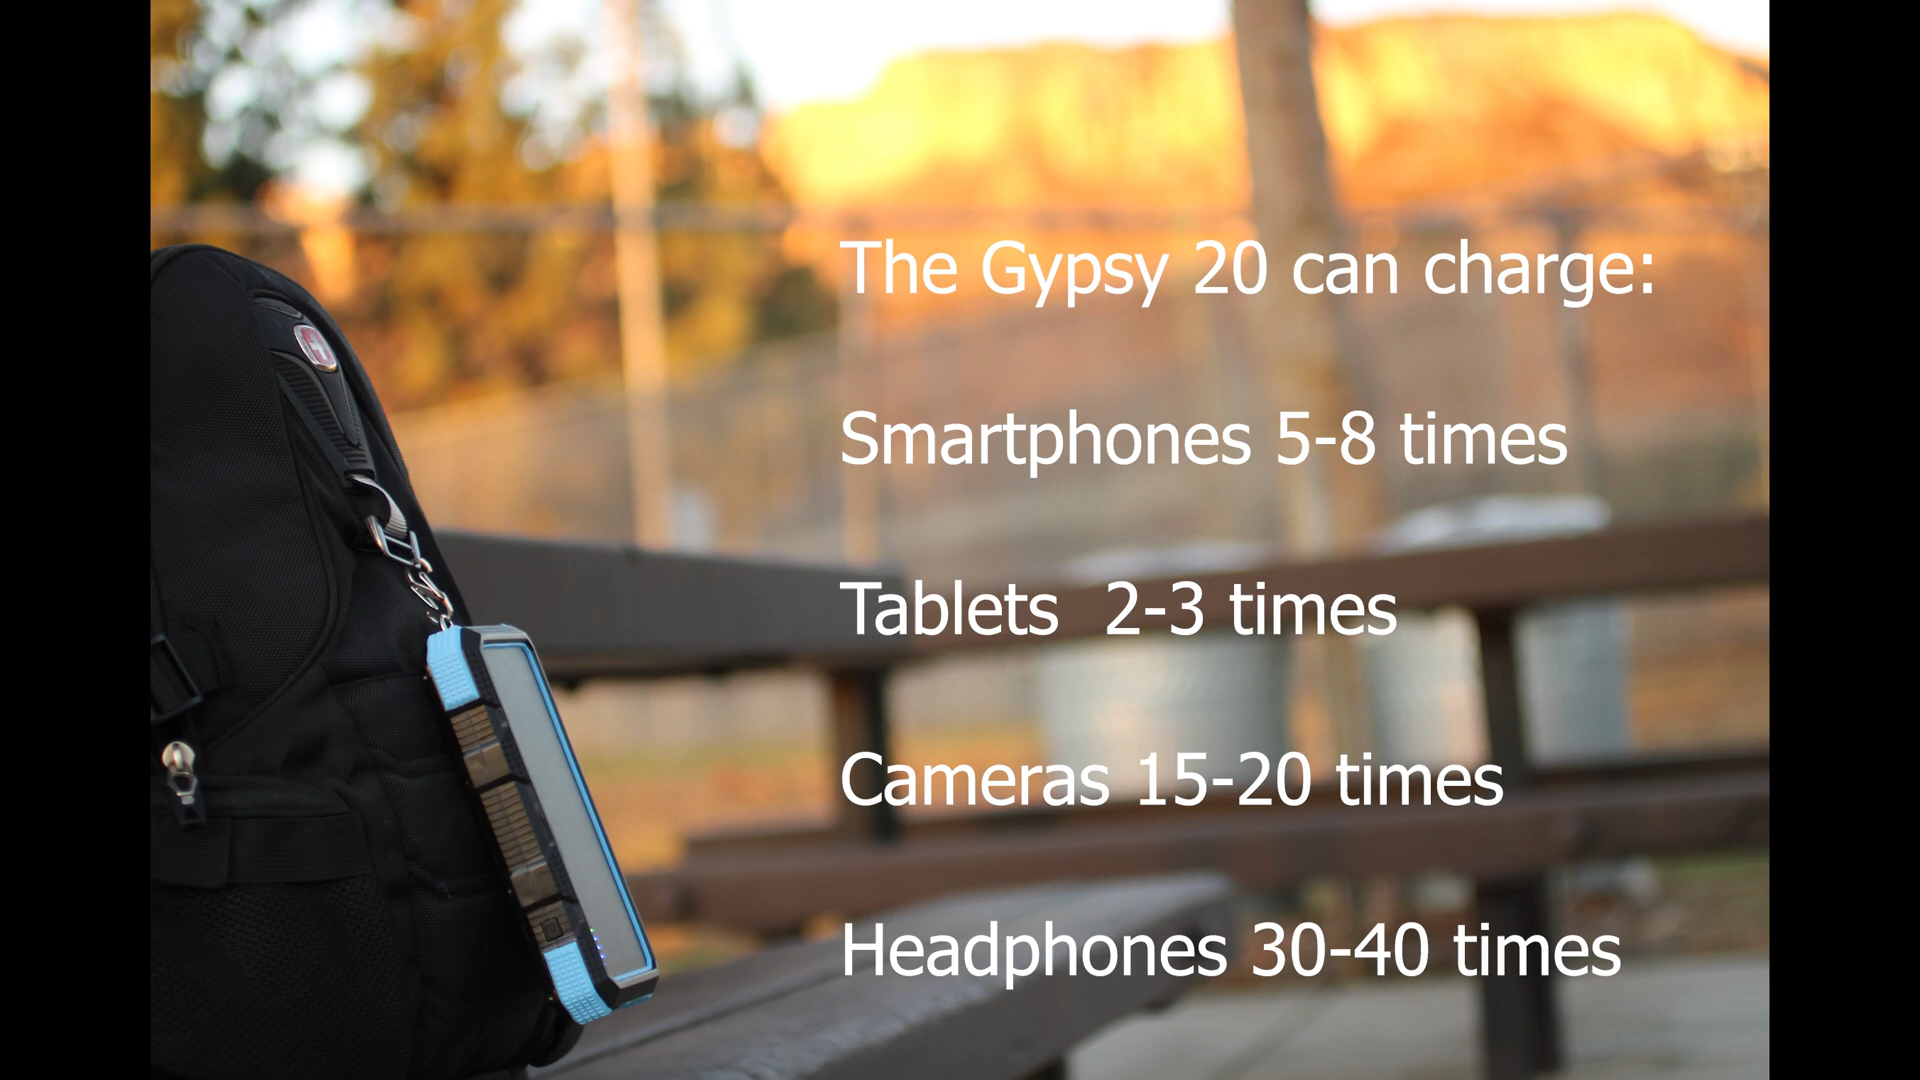 The Gypsy 20 can charge:
Smartphones 5-8 times
Tablets 2-3 times
Cameras 15-20 times
Headphones 30-40 times